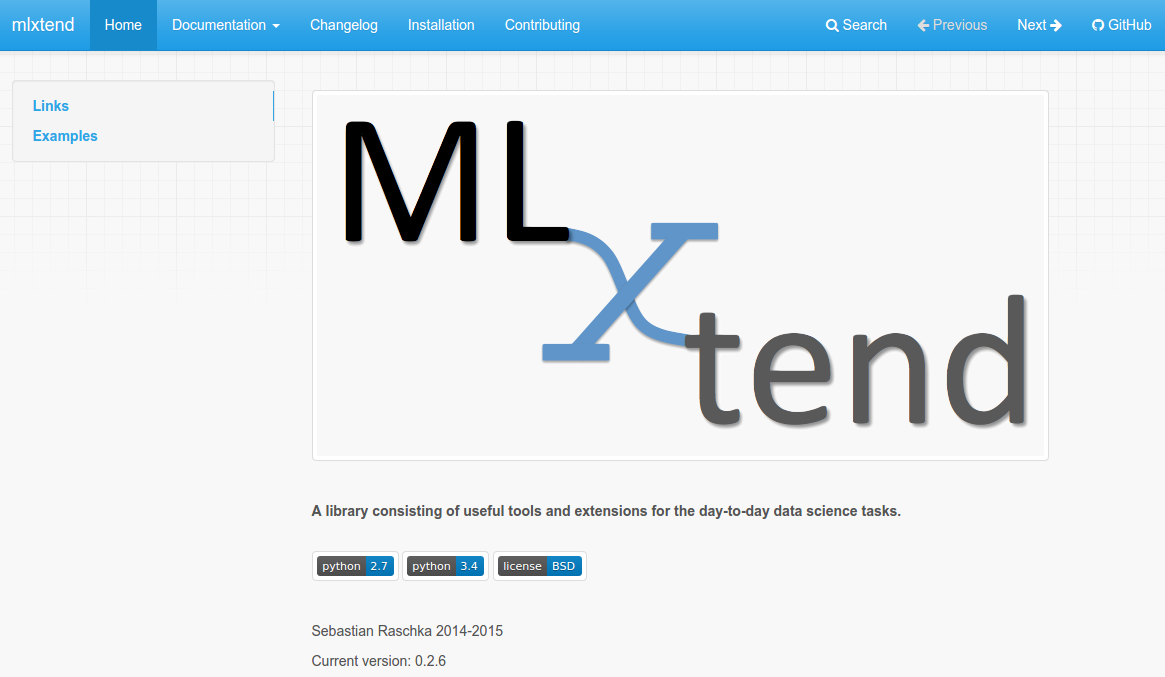 mlxtend Home Documentation Changelog Installation Contributing Search Previous Next GitHub
Links
Examples
ML
X
tend
A library consisting of useful tools and extensions for the day-to-day data science tasks.
python 2.7 python 3.4 license BSD
Sebastian Raschka 2014-2015
Current version: 0.2.6